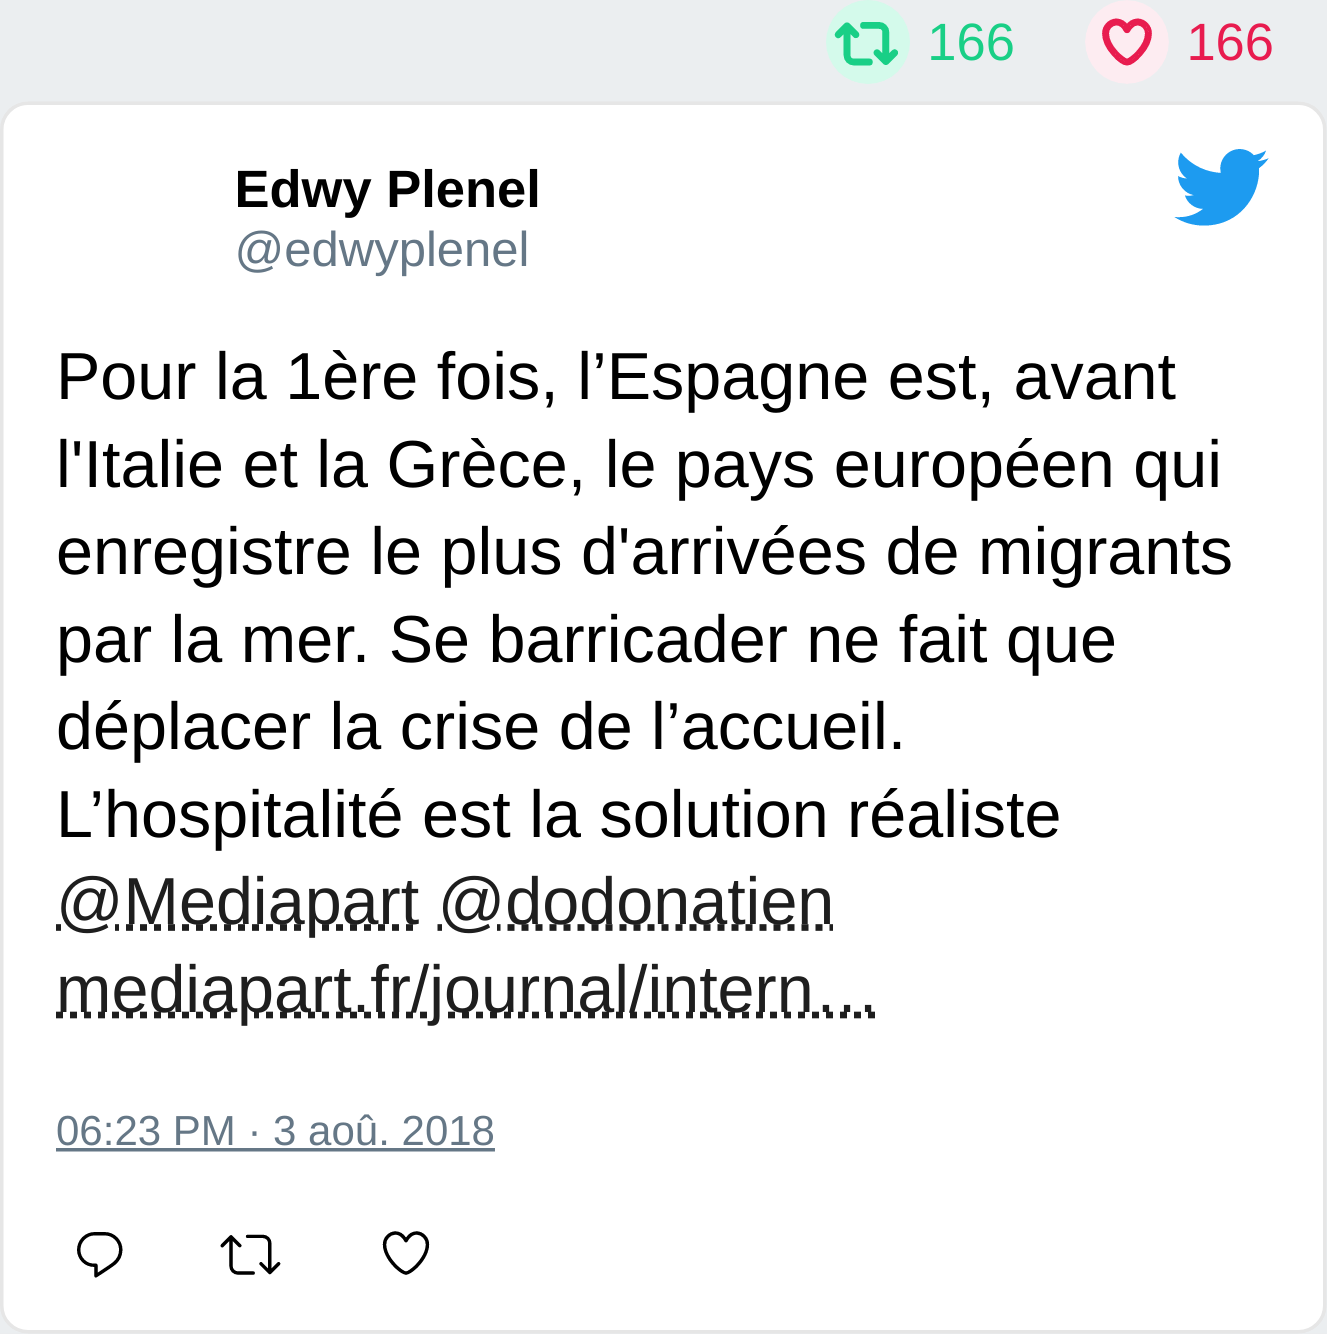 166 166
Edwy Plenel
@edwyplenel
Pour la 1ère fois, l’Espagne est, avant
l'Italie et la Grèce, le pays européen qui
enregistre le plus d'arrivées de migrants
par la mer. Se barricader ne fait que
déplacer la crise de l’accueil.
L’hospitalité est la solution réaliste
@Mediapart @dodonatien
mediapart.fr/journal/intern…
06:23 PM · 3 aoû. 2018